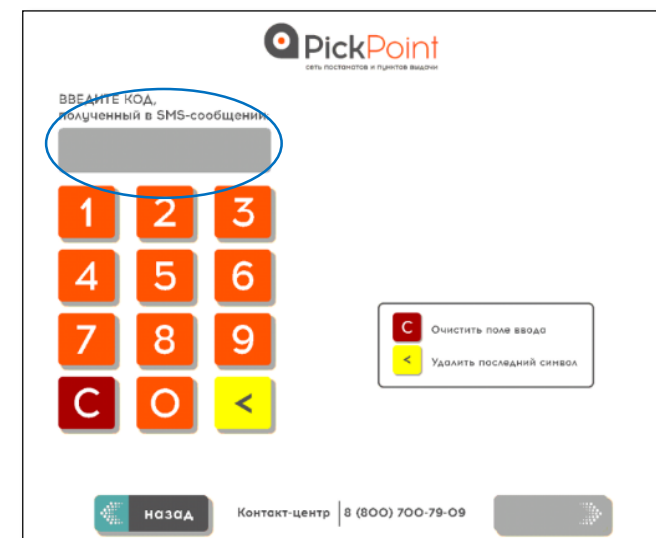 PickPoint
сеть постаматов и пунктов выдачи
ВВЕДИТЕ КОД,
полученный в SMS-сообщении:
1 2 3
4 5 6
7 8 9
C 0 <
C Очистить поле ввода
< Удалить последний символ
назад
Контакт-центр
8 (800) 700-79-09